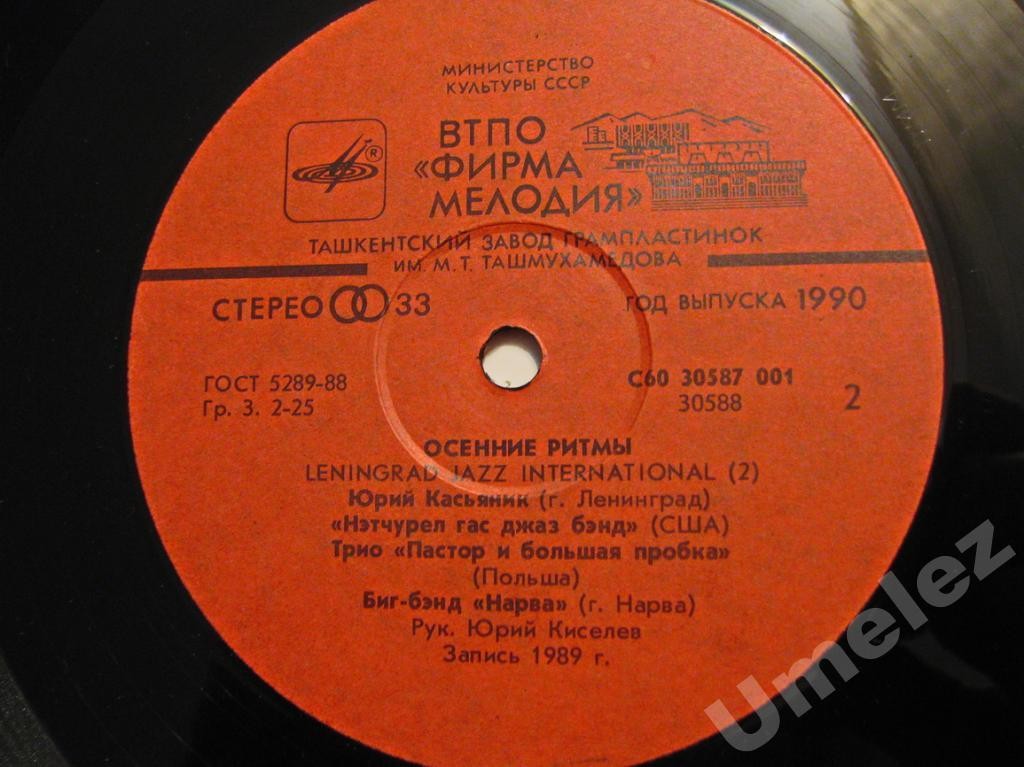 МИНИСТЕРСТВО
КУЛЬТУРЫ СССР
ВТПО
«ФИРМА
МЕЛОДИЯ»
®
ТАШКЕНТСКИЙ ЗАВОД ГРАМПЛАСТИНОК
ИМ. М. Т. ТАШМУХАМЕДОВА
СТЕРЕО 33
ГОД ВЫПУСКА 1990
ГОСТ 5289-88
Гр. 3. 2-25
С60 30587 001
30588
2
ОСЕННИЕ РИТМЫ
LENINGRAD JAZZ INTERNATIONAL (2)
Юрий Касьяник (г. Ленинград)
«Нэтчурел гас джаз бэнд» (США)
Трио «Пастор и большая пробка»
(Польша)
Биг-бэнд «Нарва» (г. Нарва)
Рук. Юрий Киселев
Запись 1989 г.
Umelez